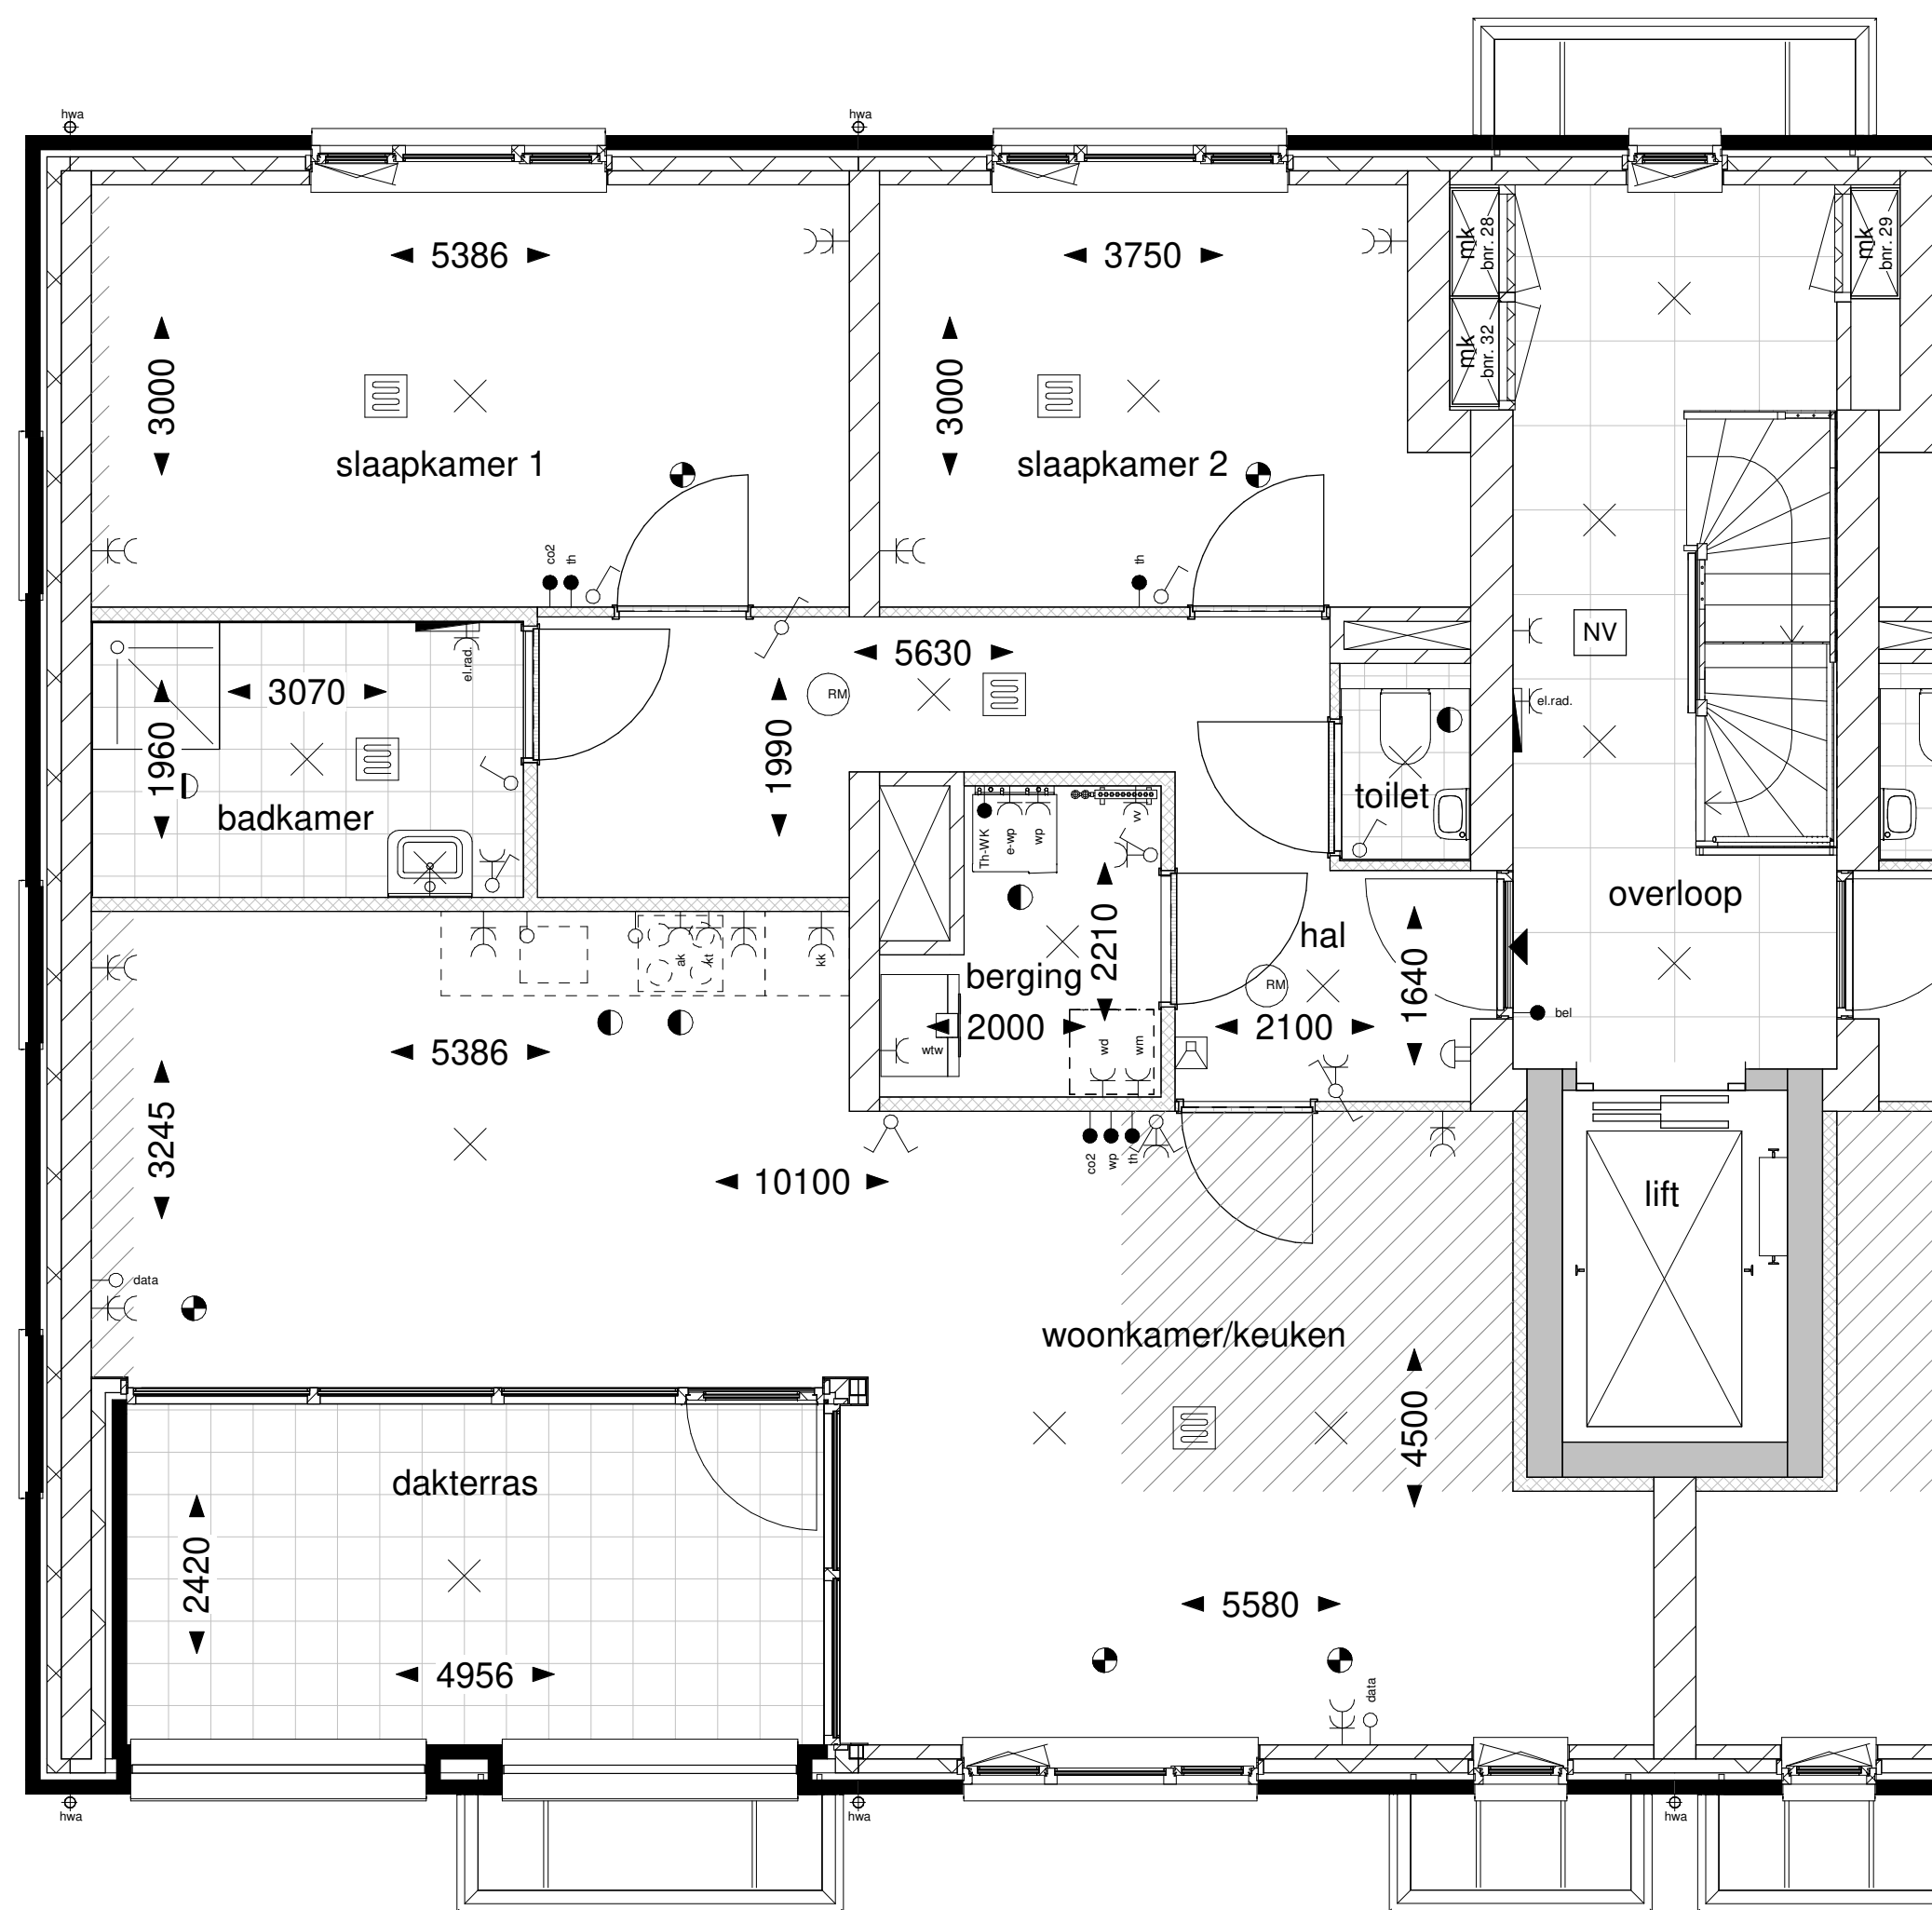 hwa
hwa
5386
3750
mk
bnr. 28
mk
bnr. 29
mk
bnr. 32
3000
3000
slaapkamer 1
slaapkamer 2
co2
th
th
NV
5630
el.rad.
3070
RM
el.rad.
1960
1990
badkamer
toilet
Th-WK
e-wp
wp
vv
overloop
2210
hal
ak
kt
kk
berging
1640
RM
bel
5386
2000
2100
wtw
wd
wm
3245
co2
wp
th
10100
lift
data
woonkamer/keuken
4500
dakterras
2420
5580
4956
data
hwa
hwa
hwa